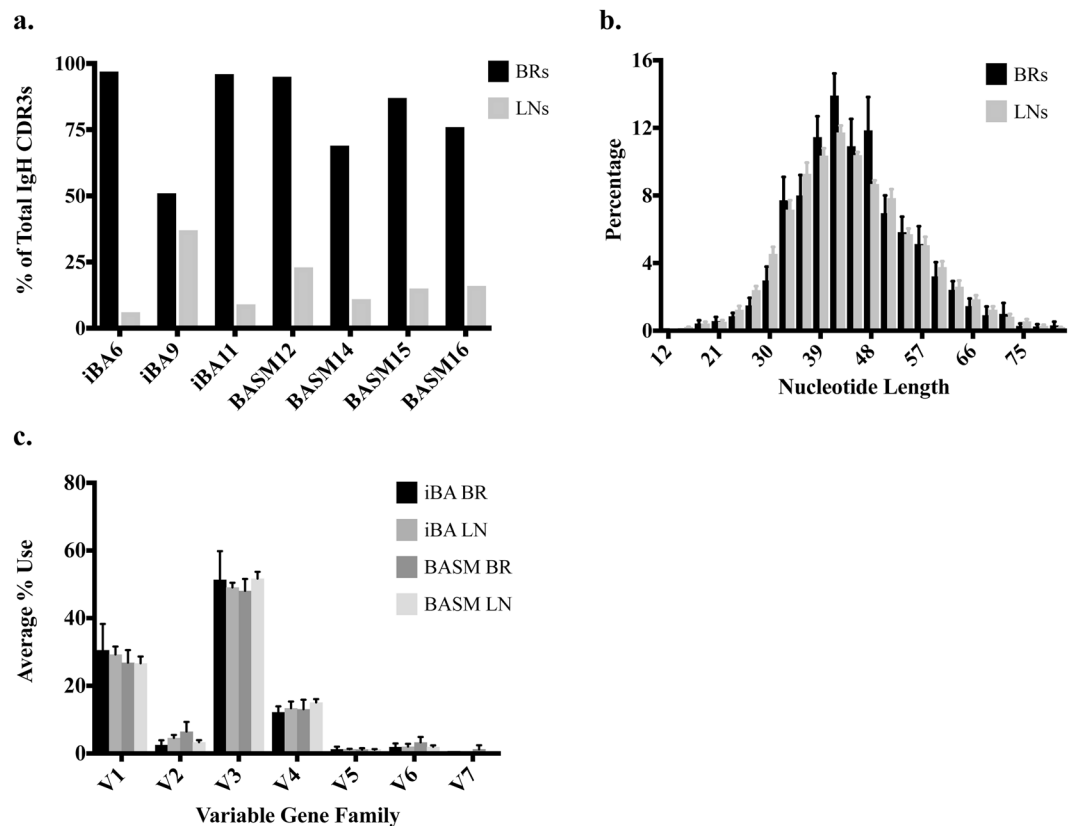 a.
% of Total IgH CDR3s
100
75
50
25
0
iBA6
iBA9
iBA11
BASM12
BASM14
BASM15
BASM16
BRs
LNs
b.
Percentage
16
12
8
4
0
12
21
30
39
48
57
66
75
Nucleotide Length
BRs
LNs
c.
Average % Use
80
60
40
20
0
V1
V2
V3
V4
V5
V6
V7
Variable Gene Family
iBA BR
iBA LN
BASM BR
BASM LN